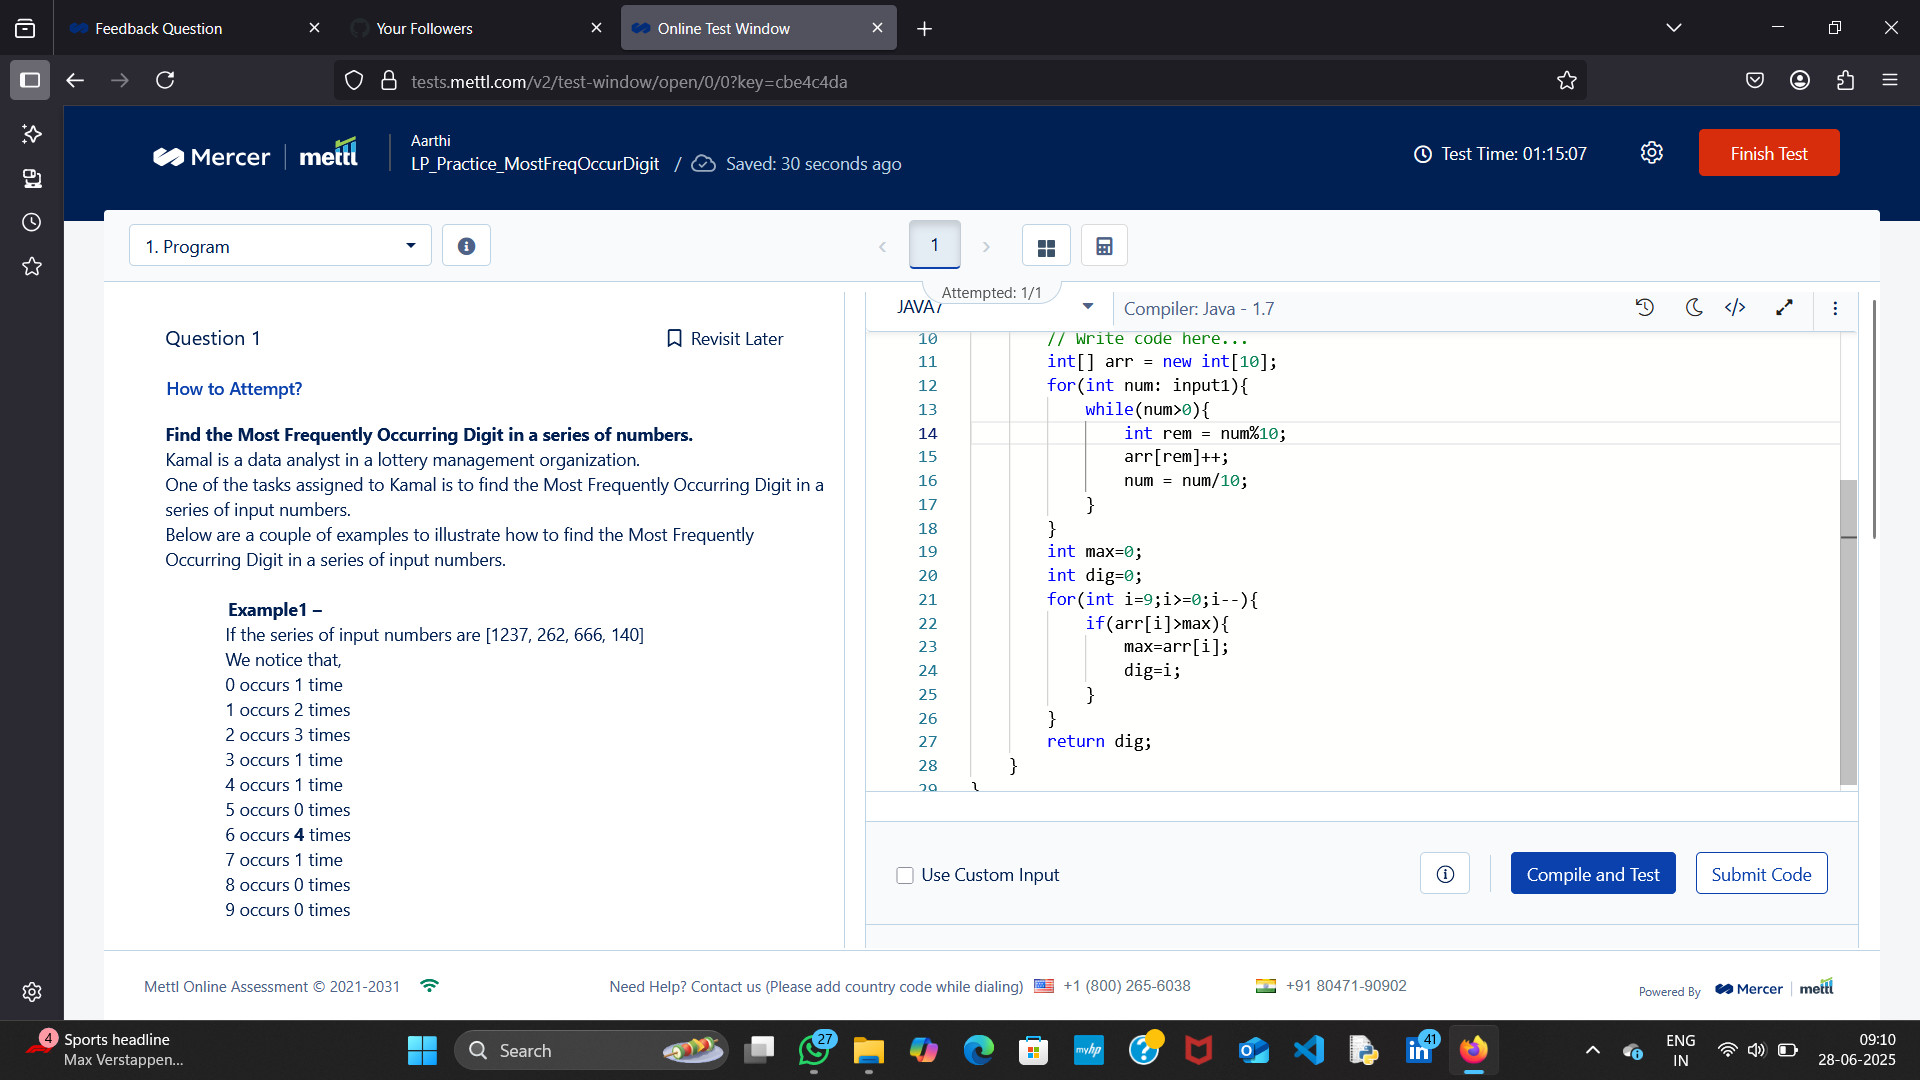 Feedback Question
Your Followers
Online Test Window
tests.mettl.com/v2/test-window/open/0/0?key=cbe4c4da
Mercer mettl
Aarthi
LP_Practice_MostFreqOccurDigit / Saved: 30 seconds ago
Test Time: 01:15:07
Finish Test
1. Program
1
Attempted: 1/1
Question 1
Revisit Later
How to Attempt?
Find the Most Frequently Occurring Digit in a series of numbers.
Kamal is a data analyst in a lottery management organization.
One of the tasks assigned to Kamal is to find the Most Frequently Occurring Digit in a
series of input numbers.
Below are a couple of examples to illustrate how to find the Most Frequently
Occurring Digit in a series of input numbers.
Example1 –
If the series of input numbers are [1237, 262, 666, 140]
We notice that,
0 occurs 1 time
1 occurs 2 times
2 occurs 3 times
3 occurs 1 time
4 occurs 1 time
5 occurs 0 times
6 occurs 4 times
7 occurs 1 time
8 occurs 0 times
9 occurs 0 times
JAVA7
Compiler: Java - 1.7
10 // Write code here...
11 int[] arr = new int[10];
12 for(int num: input1){
13 while(num>0){
14 int rem = num%10;
15 arr[rem]++;
16 num = num/10;
17 }
18 }
19 int max=0;
20 int dig=0;
21 for(int i=9;i>=0;i--){
22 if(arr[i]>max){
23 max=arr[i];
24 dig=i;
25 }
26 }
27 return dig;
28 }
29 }
Use Custom Input
Compile and Test
Submit Code
Mettl Online Assessment © 2021-2031
Need Help? Contact us (Please add country code while dialing) +1 (800) 265-6038
+91 80471-90902
Powered By Mercer mettl
4
Sports headline
Max Verstappen...
Search
27
myhp
41
ENG
IN
09:10
28-06-2025